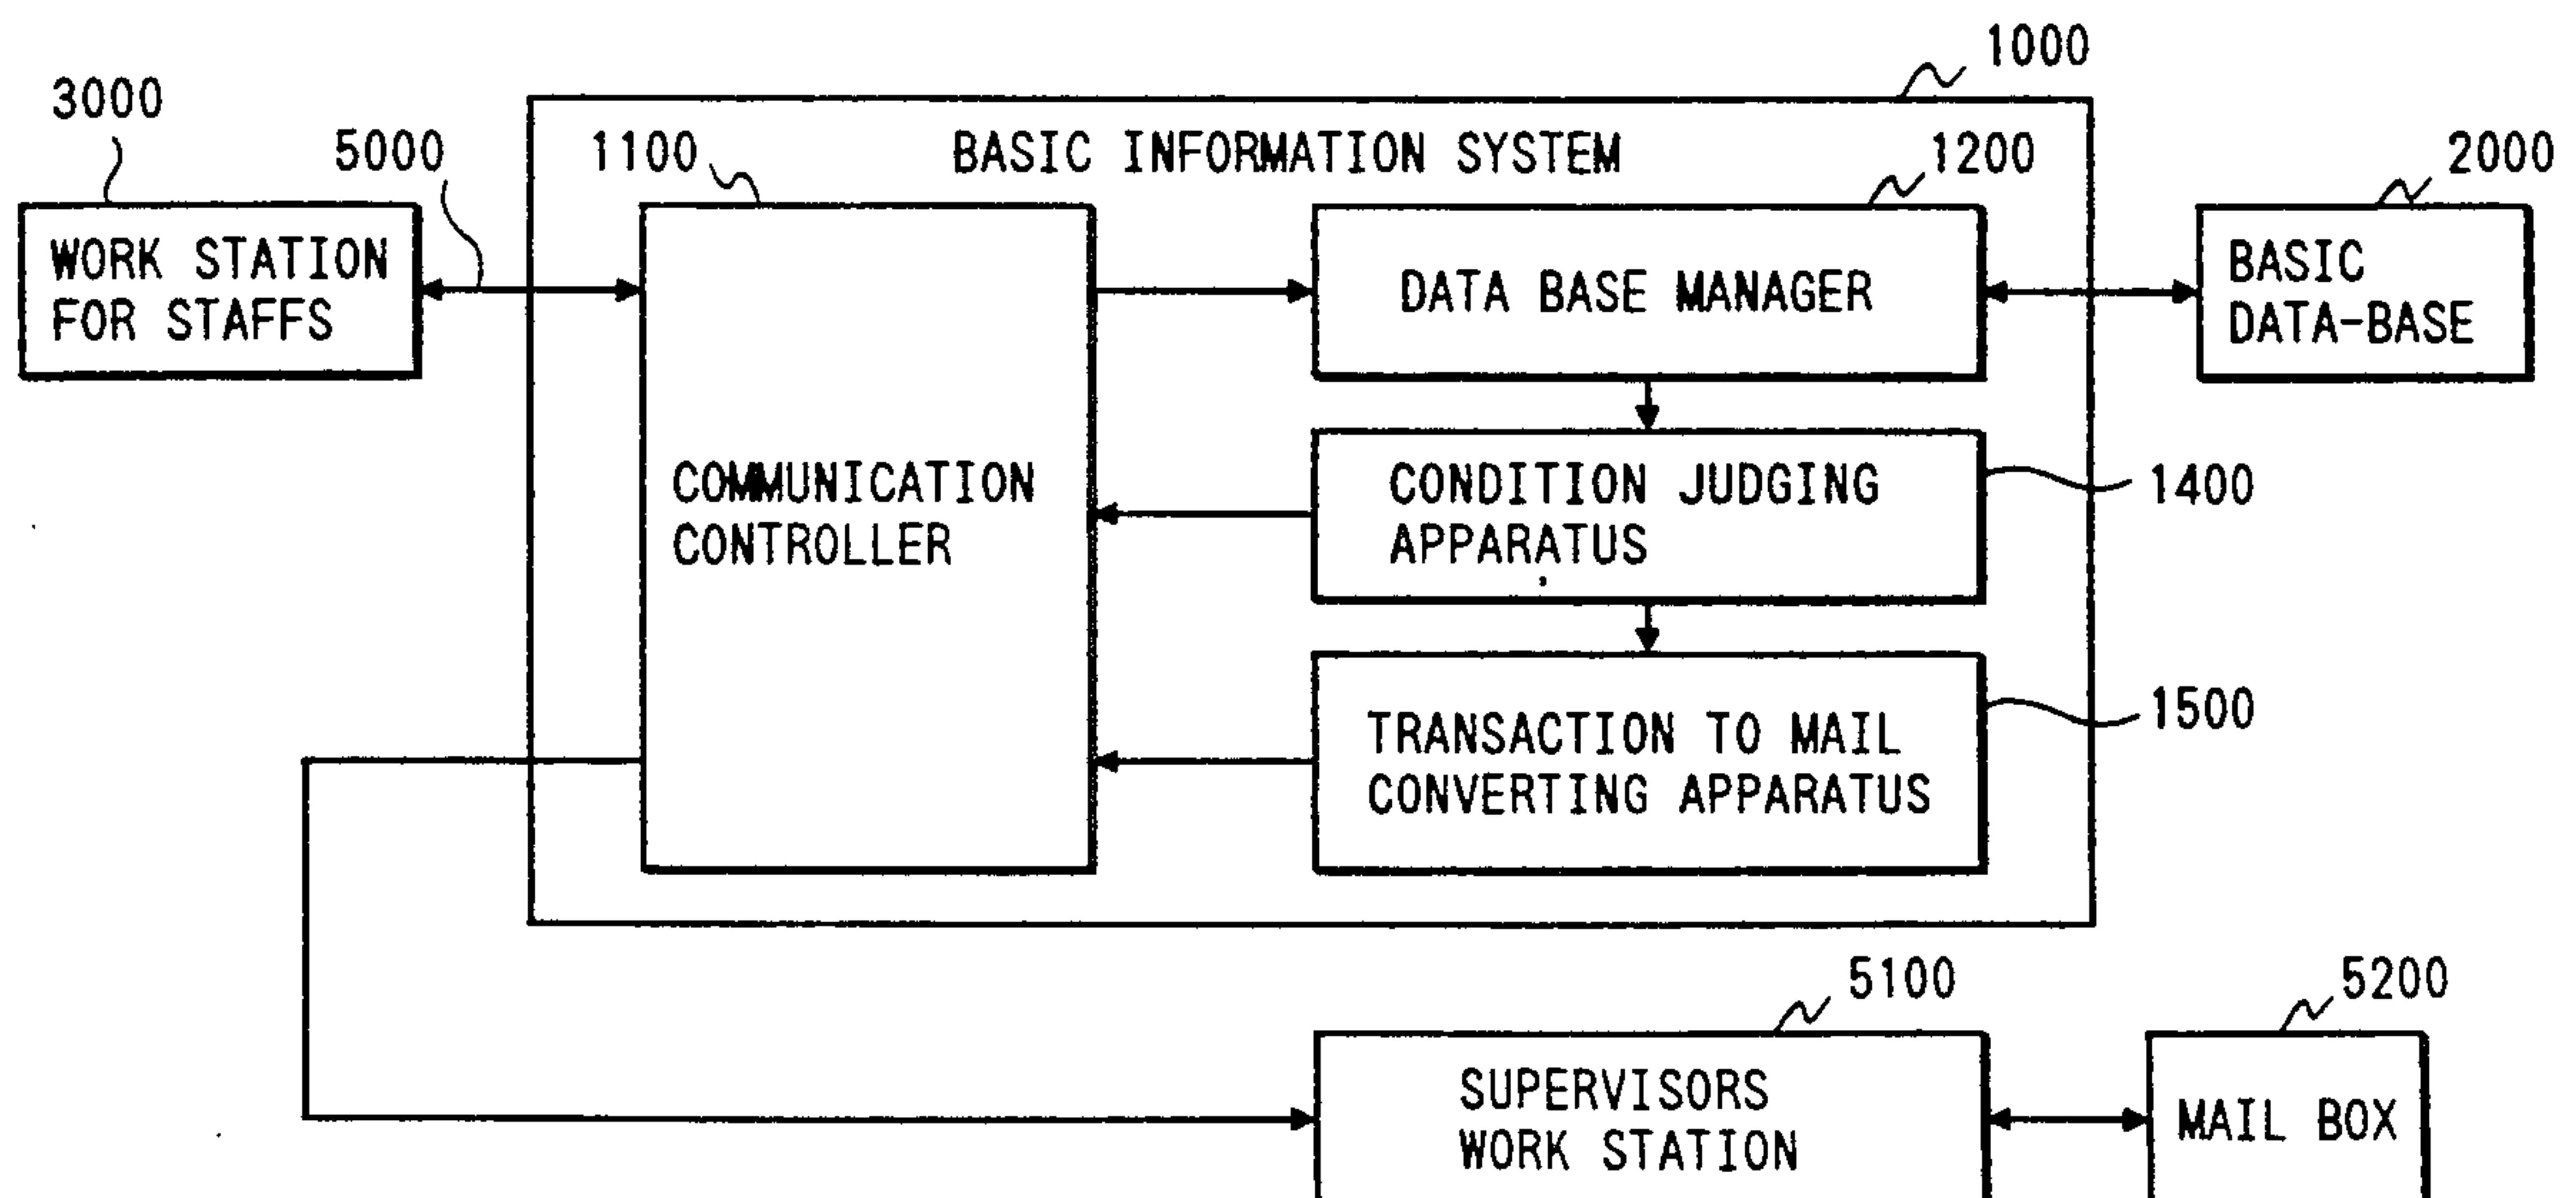 1000
3000
5000
1100
BASIC INFORMATION SYSTEM
1200
2000
WORK STATION
FOR STAFFS
DATA BASE MANAGER
BASIC
DATA-BASE
COMMUNICATION
CONTROLLER
CONDITION JUDGING
APPARATUS
1400
TRANSACTION TO MAIL
CONVERTING APPARATUS
1500
5100
5200
SUPERVISORS
WORK STATION
MAIL BOX